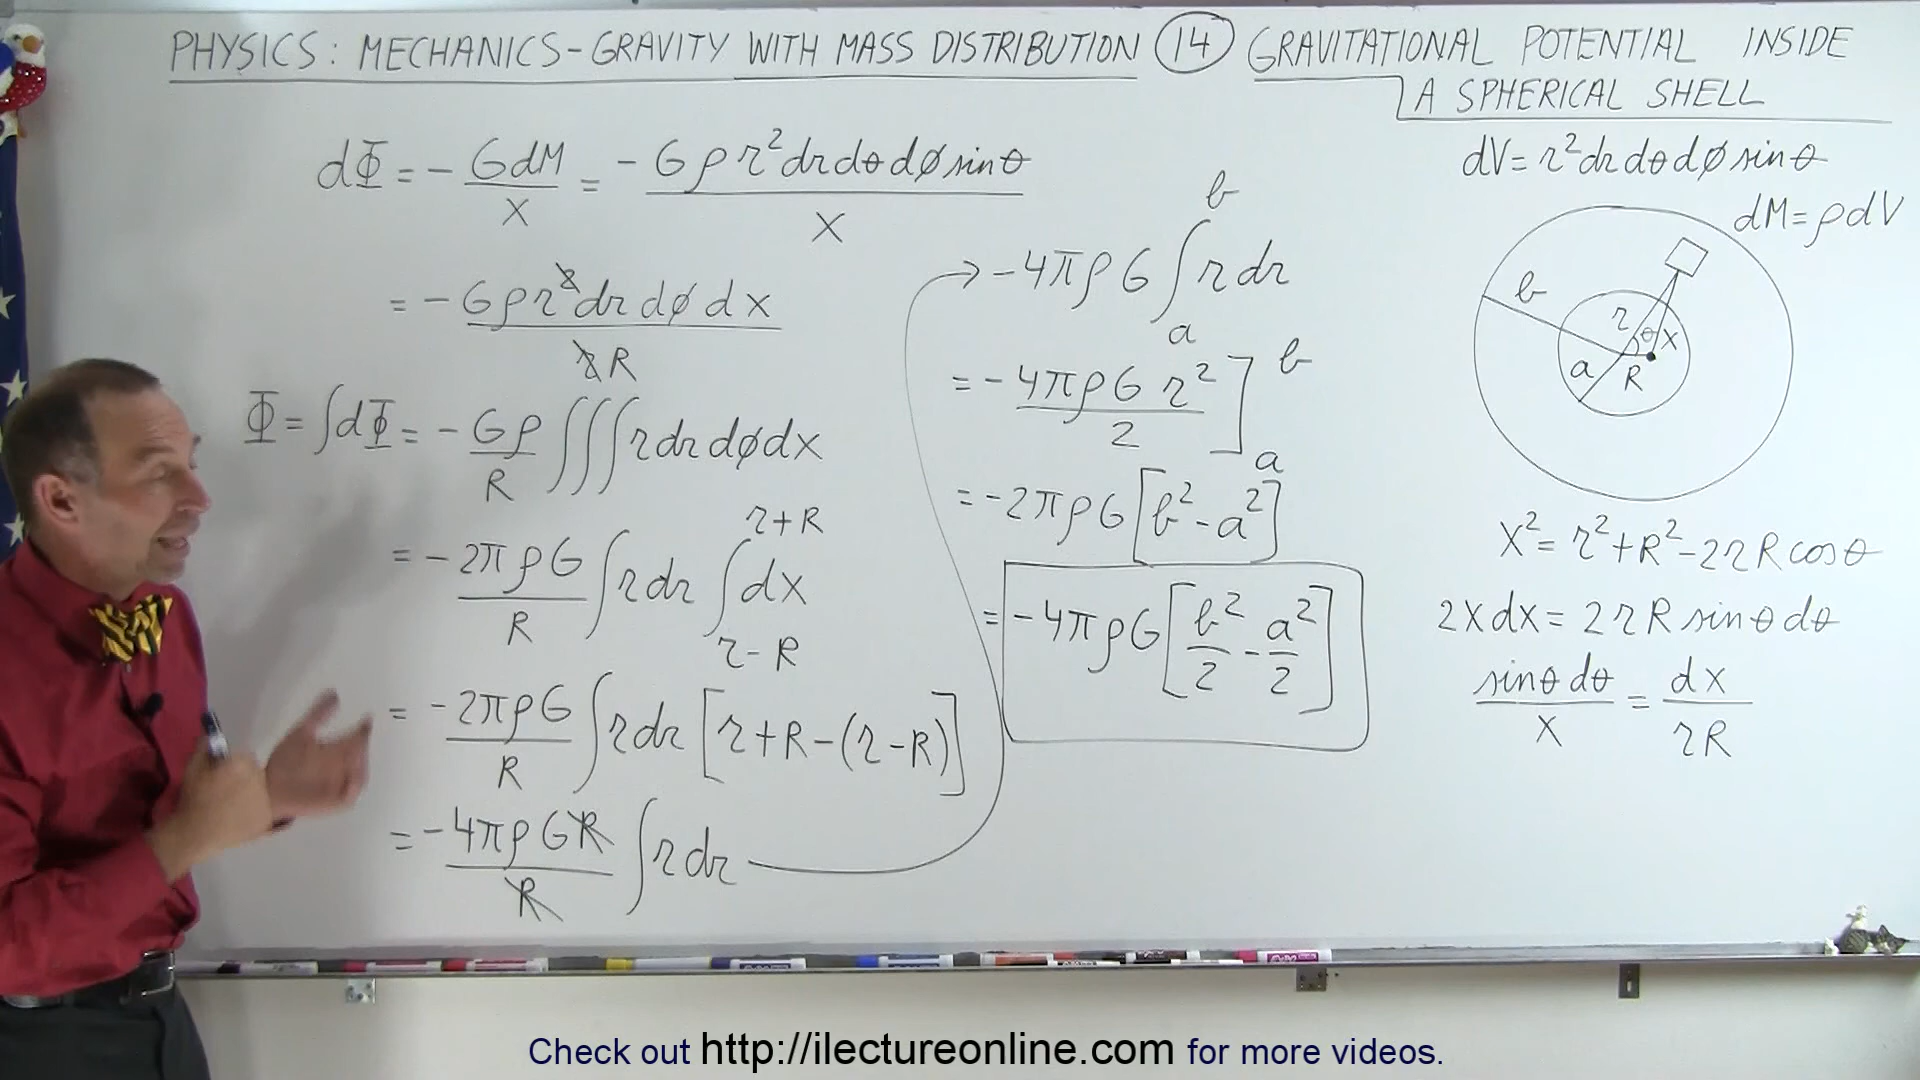 PHYSICS: MECHANICS-GRAVITY WITH MASS DISTRIBUTION 14 GRAVITATIONAL POTENTIAL INSIDE
A SPHERICAL SHELL
dΦ = - GdM/x = - Gρr²drdθdϕsinθ/x
= - Gρr²drdϕdx/rR
Φ = ∫dΦ = - Gρ/R ∫∫∫ rdrdϕdx
= - 2πρG/R ∫rdr ∫dx
r+R
r-R
= - 2πρG/R ∫rdr [r+R-(r-R)]
= - 4πρGR/R ∫rdr
→ -4πρG ∫rdr
b
a
= - 4πρG r²/2 ]
b
a
= -2πρG[b²-a²]
= -4πρG[b²/2 - a²/2]
dV = r²drdθdϕsinθ
dM = ρdV
b
r
θ
x
a
R
x² = r²+R²-2rRcosθ
2xdx = 2rRsinθdθ
sinθdθ/x = dx/rR
Check out http://ilectureonline.com for more videos.